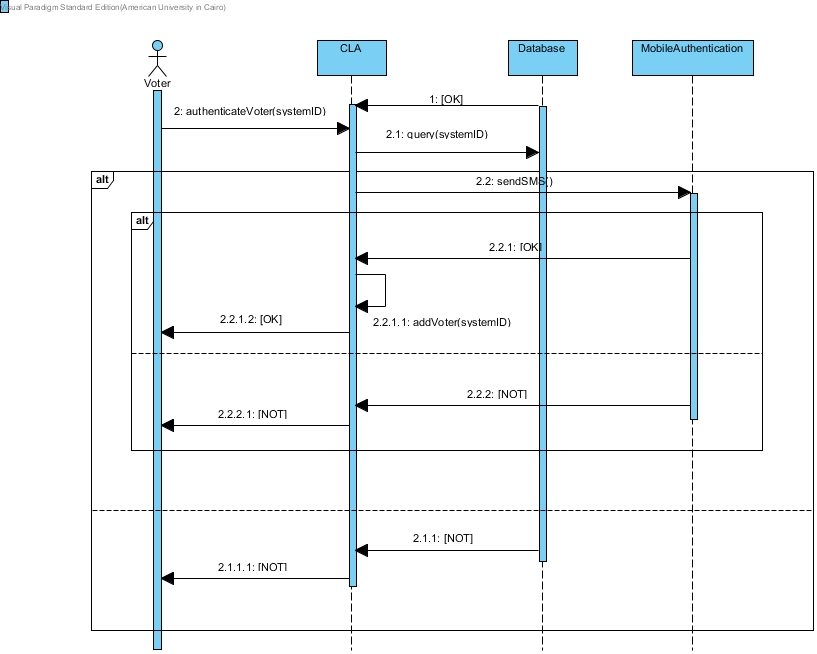 Visual Paradigm Standard Edition(American University in Cairo)
CLA
Database
MobileAuthentication
Voter
1: [OK]
2: authenticateVoter(systemID)
2.1: query(systemID)
alt
2.2: sendSMS()
alt
2.2.1: [OK]
2.2.1.2: [OK]
2.2.1.1: addVoter(systemID)
2.2.2: [NOT]
2.2.2.1: [NOT]
2.1.1: [NOT]
2.1.1.1: [NOT]